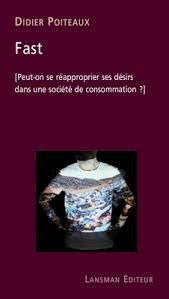 DIDIER POITEAUX
Fast
[Peut-on se réapproprier ses désirs
dans une société de consommation ?]
LANSMAN EDITEUR